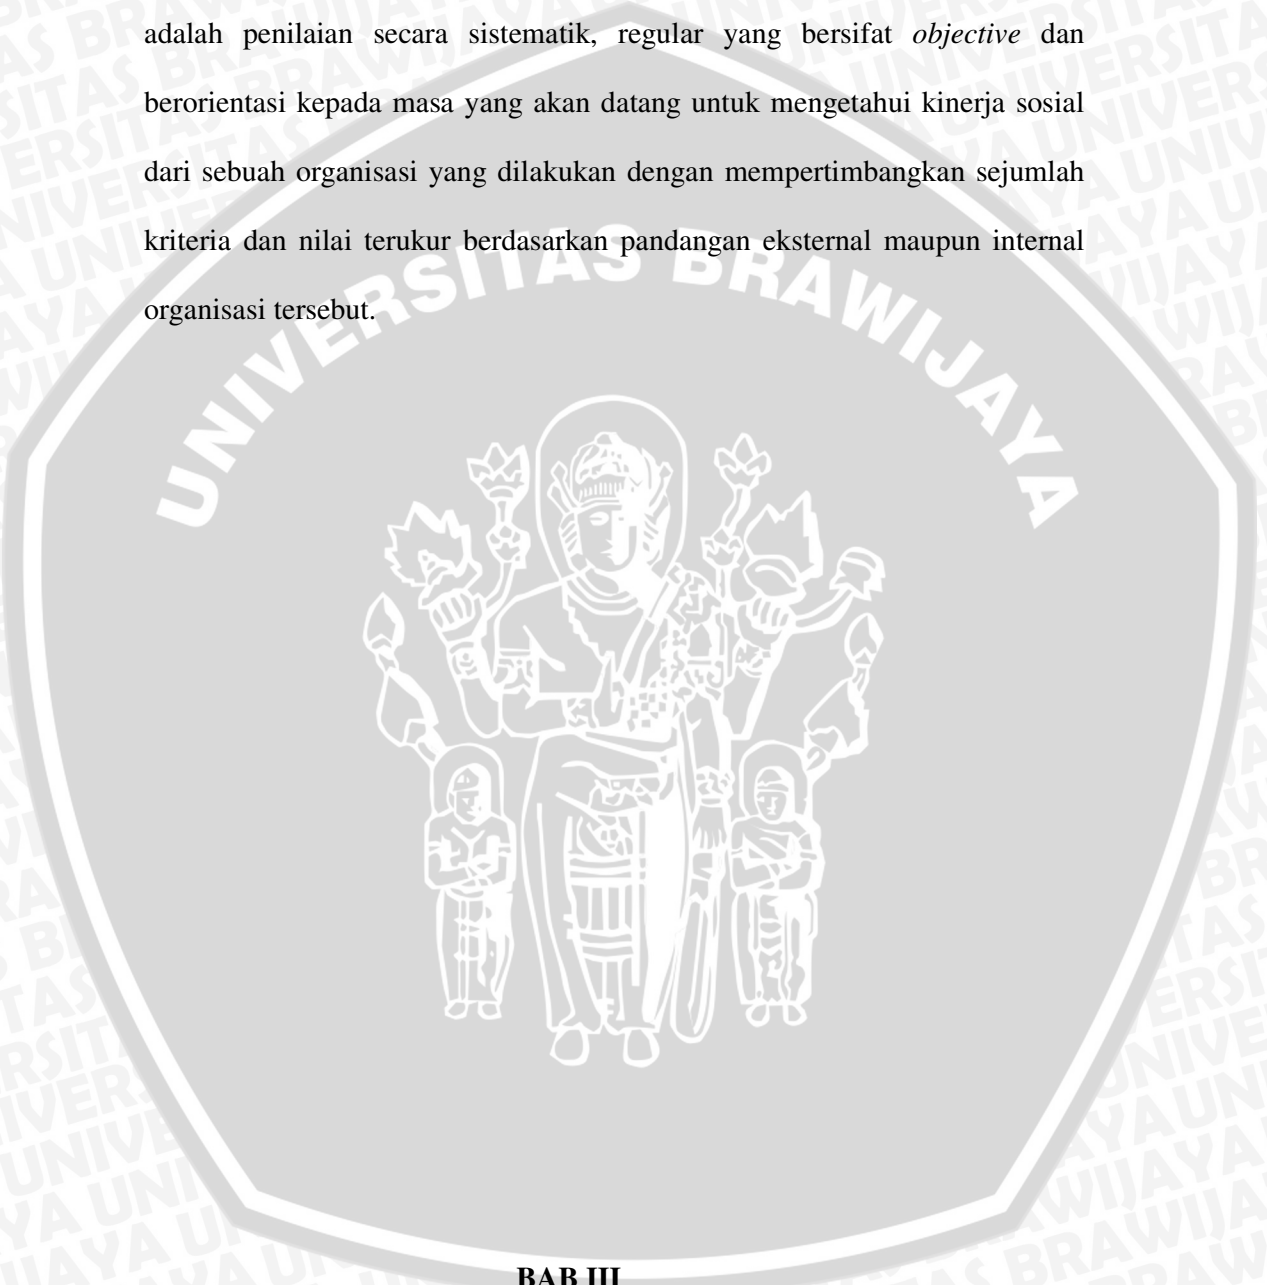 adalah penilaian secara sistematik, regular yang bersifat objective dan
berorientasi kepada masa yang akan datang untuk mengetahui kinerja sosial
dari sebuah organisasi yang dilakukan dengan mempertimbangkan sejumlah
kriteria dan nilai terukur berdasarkan pandangan eksternal maupun internal
organisasi tersebut.
UNIVERSITAS BRAWIJAYA
BAB III